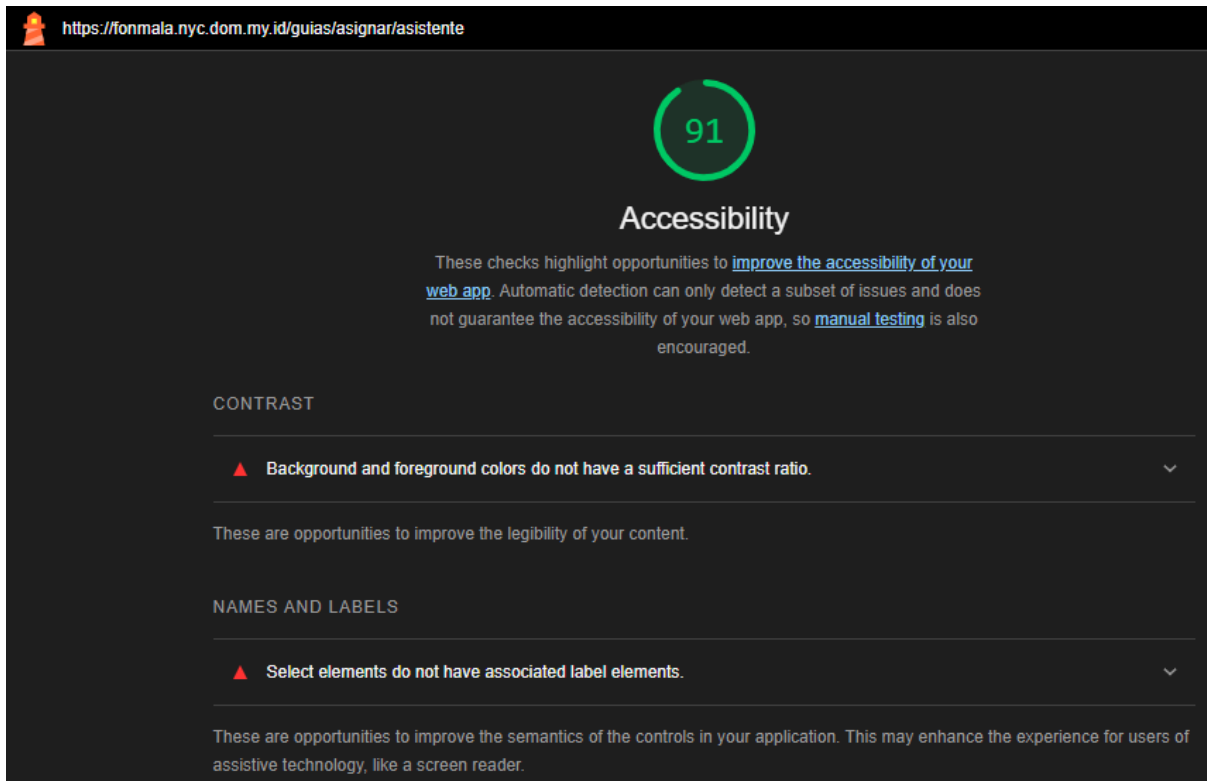 https://fonmala.nyc.dom.my.id/guias/asignar/asistente
91
Accessibility
These checks highlight opportunities to improve the accessibility of your
web app. Automatic detection can only detect a subset of issues and does
not guarantee the accessibility of your web app, so manual testing is also
encouraged.
CONTRAST
Background and foreground colors do not have a sufficient contrast ratio.
These are opportunities to improve the legibility of your content.
NAMES AND LABELS
Select elements do not have associated label elements.
These are opportunities to improve the semantics of the controls in your application. This may enhance the experience for users of
assistive technology, like a screen reader.